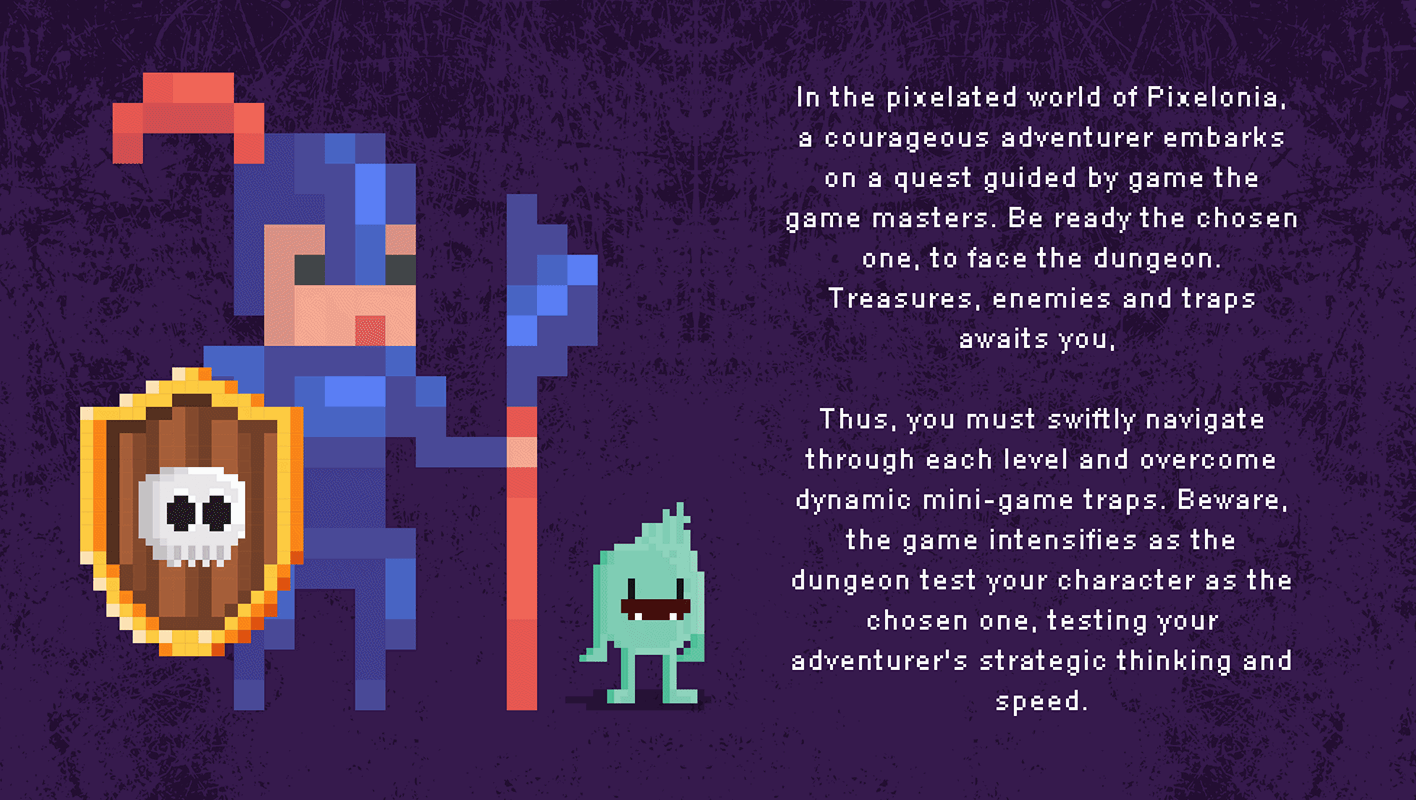 In the pixelated world of Pixelonia,
a courageous adventurer embarks
on a quest guided by game the
game masters. Be ready the chosen
one, to face the dungeon.
Treasures, enemies and traps
awaits you,
Thus, you must swiftly navigate
through each level and overcome
dynamic mini-game traps. Beware,
the game intensifies as the
dungeon test your character as the
chosen one, testing your
adventurer's strategic thinking and
speed.